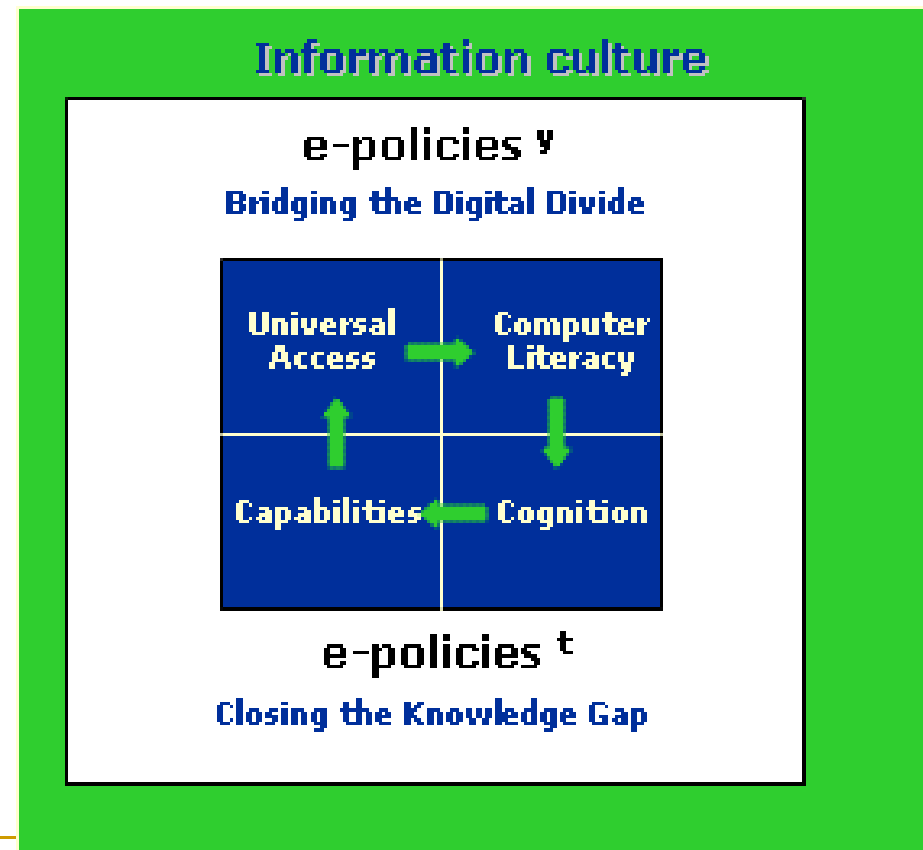 Information culture
e-policies y
Bridging the Digital Divide
Universal
Access
Computer
Literacy
Capabilities
Cognition
e-policies t
Closing the Knowledge Gap